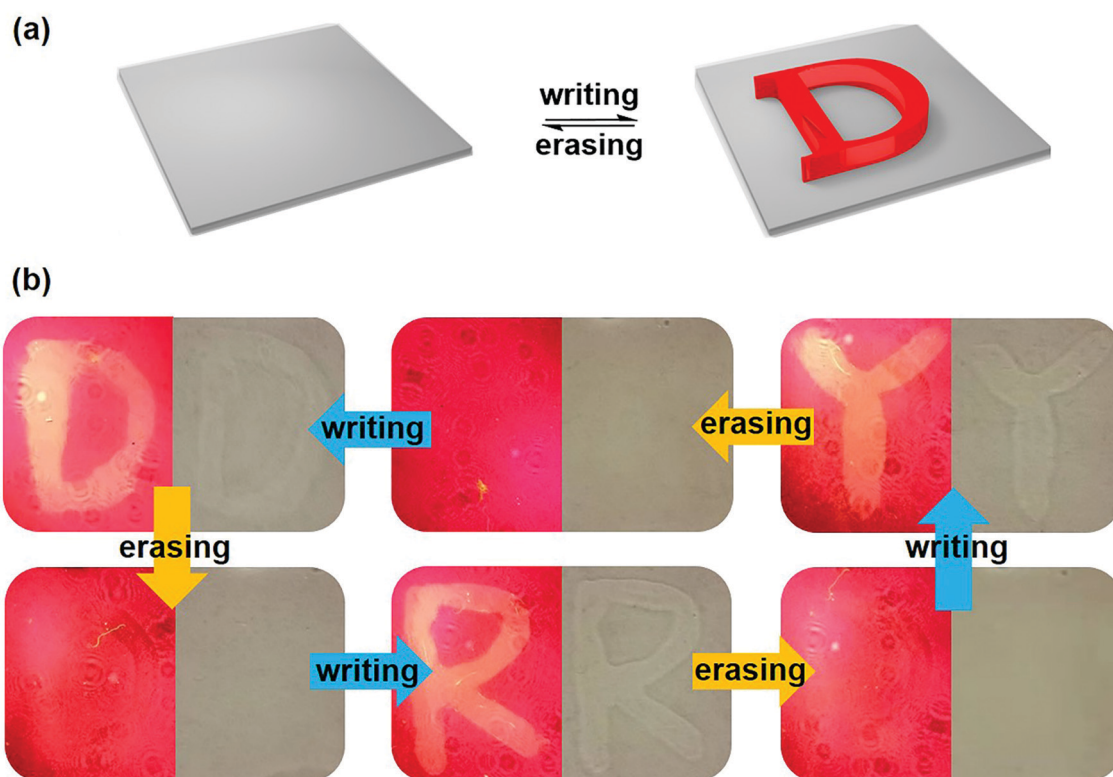 (a)
writing
erasing
D
(b)
D
writing
erasing
Y
erasing
writing
writing
R
erasing